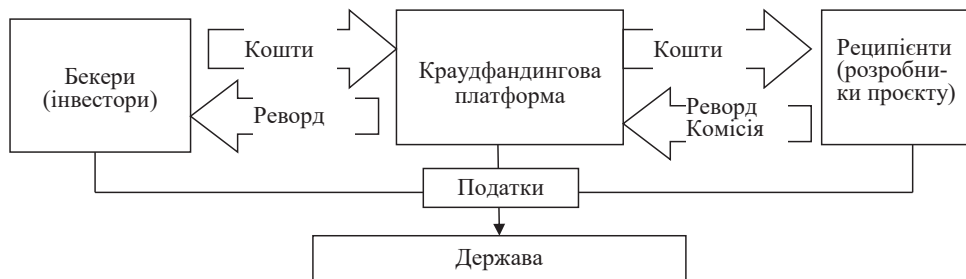 Бекери
(інвестори)
Кошти
Реворд
Краудфандингова
платформа
Кошти
Реворд
Комісія
Реципієнти
(розробни-
ки проєкту)
Податки
Держава